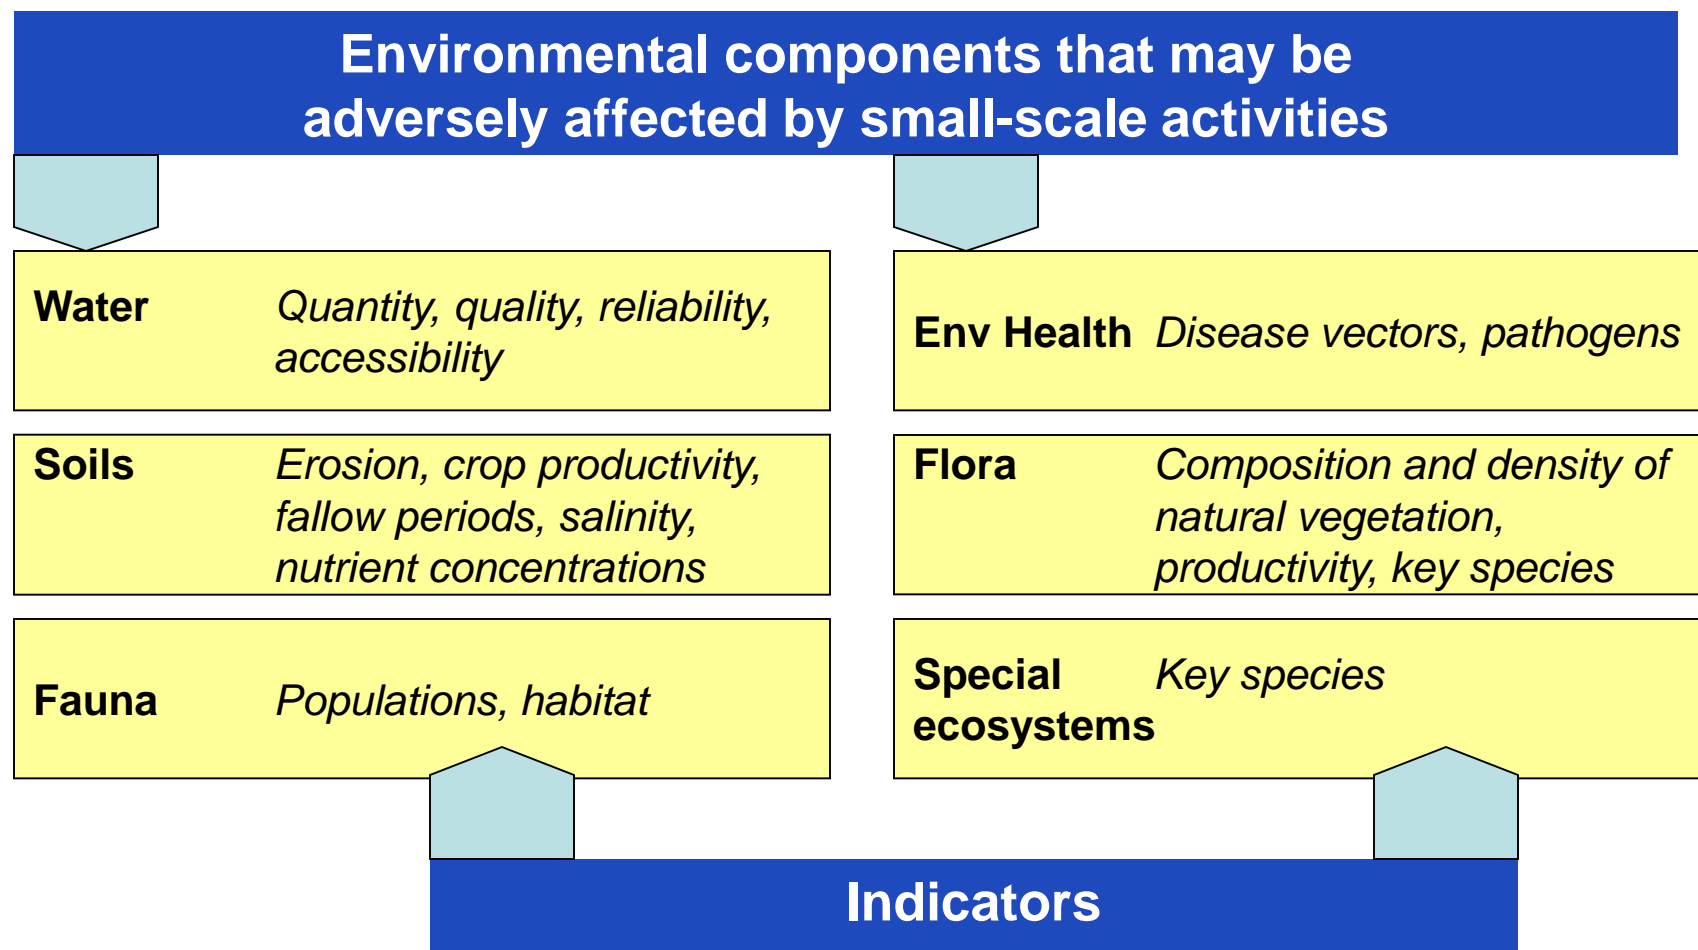 Environmental components that may be
adversely affected by small-scale activities
Water Quantity, quality, reliability,
accessibility
Soils Erosion, crop productivity,
fallow periods, salinity,
nutrient concentrations
Fauna Populations, habitat
Env Health Disease vectors, pathogens
Flora Composition and density of
natural vegetation,
productivity, key species
Special Key species
ecosystems
Indicators